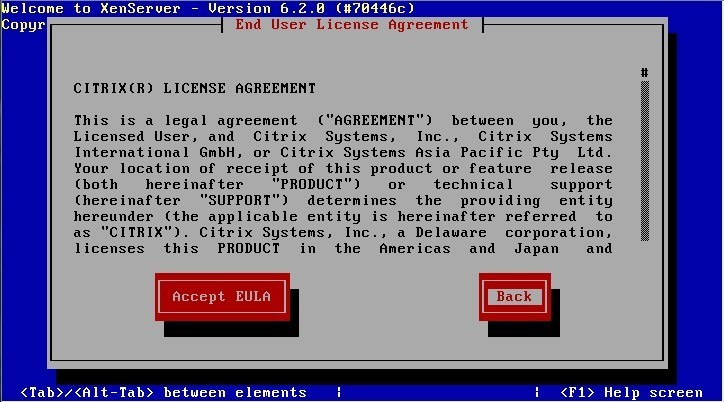 Welcome to XenServer - Version 6.2.0 (#70446c)
Copyr
End User License Agreement
#
CITRIX(R) LICENSE AGREEMENT
This is a legal agreement ("AGREEMENT") between you, the
Licensed User, and Citrix Systems, Inc., Citrix Systems
International GmbH, or Citrix Systems Asia Pacific Pty Ltd.
Your location of receipt of this product or feature release
(both hereinafter "PRODUCT") or technical support
(hereinafter "SUPPORT") determines the providing entity
hereunder (the applicable entity is hereinafter referred to
as "CITRIX"). Citrix Systems, Inc., a Delaware corporation,
licenses this PRODUCT in the Americas and Japan and
Accept EULA
Back
<Tab>/<Alt-Tab> between elements | | <F1> Help screen